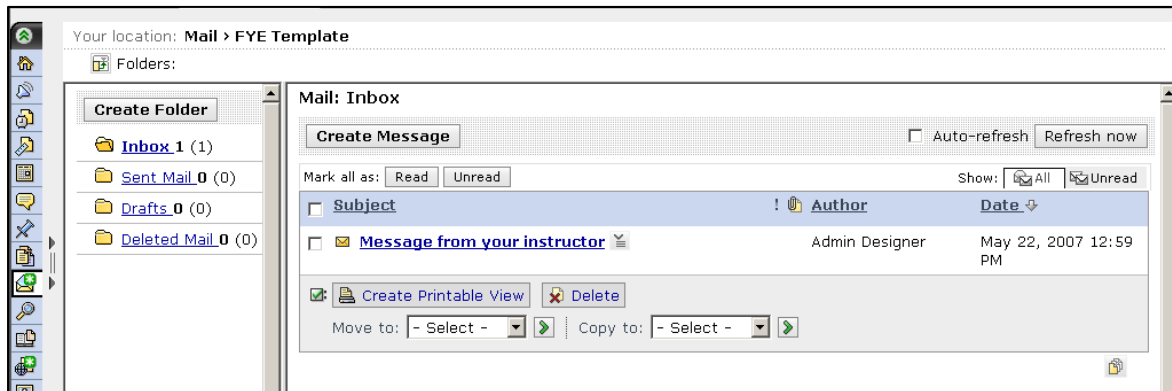 Your location: Mail › FYE Template
Folders:
Create Folder
Inbox 1 (1)
Sent Mail 0 (0)
Drafts 0 (0)
Deleted Mail 0 (0)
Mail: Inbox
Create Message
Auto-refresh Refresh now
Mark all as: Read Unread
Show: All Unread
Subject ! Author Date
Message from your instructor Admin Designer May 22, 2007 12:59
PM
Create Printable View Delete
Move to: - Select - Copy to: - Select -